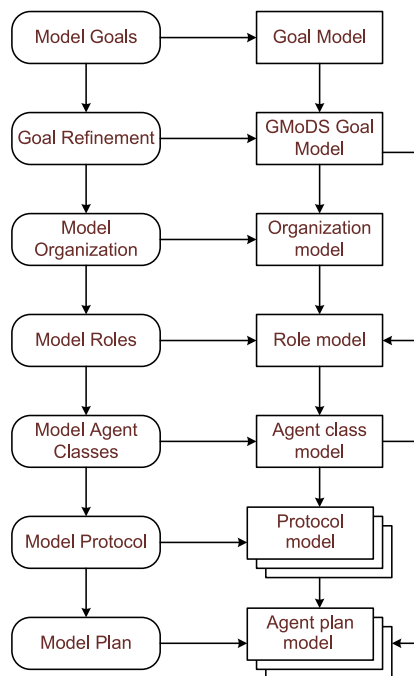 Model Goals
Goal Model
Goal Refinement
GMoDS Goal
Model
Model
Organization
Organization
model
Model Roles
Role model
Model Agent
Classes
Agent class
model
Model Protocol
Protocol
model
Model Plan
Agent plan
model